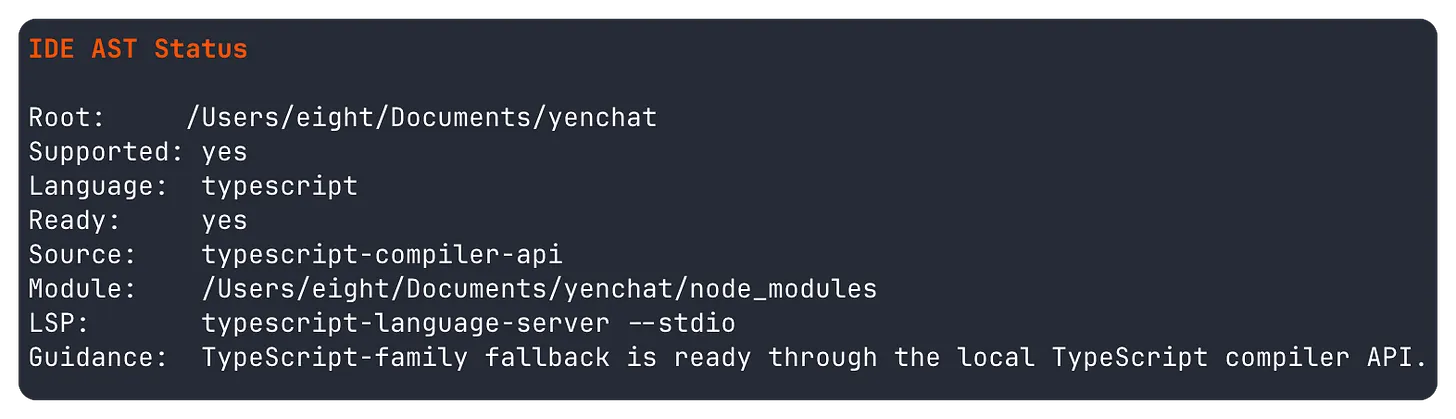 IDE AST Status
Root:     /Users/eight/Documents/yenchat
Supported: yes
Language:  typescript
Ready:     yes
Source:    typescript-compiler-api
Module:    /Users/eight/Documents/yenchat/node_modules
LSP:       typescript-language-server --stdio
Guidance:  TypeScript-family fallback is ready through the local TypeScript compiler API.